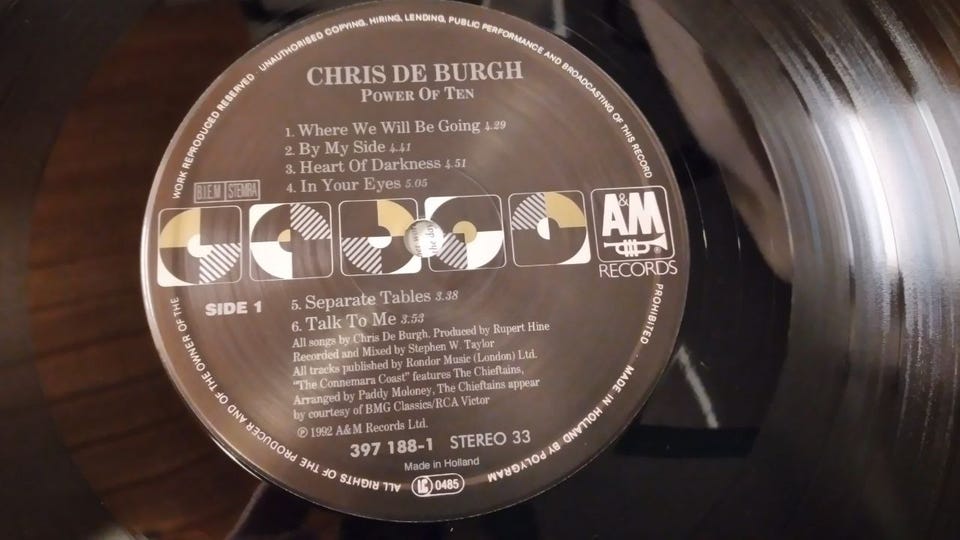 WORK REPRODUCED RESERVED · UNAUTHORISED COPYING, HIRING, LENDING, PUBLIC PERFORMANCE AND BROADCASTING OF THIS RECORD
CHRIS DE BURGH
POWER OF TEN
1. Where We Will Be Going 4.29
2. By My Side 4.41
3. Heart Of Darkness 4.51
4. In Your Eyes 5.05
B.I.E.M STEMRA
A&M
RECORDS
SIDE 1
5. Separate Tables 3.38
6. Talk To Me 3.53
All songs by Chris De Burgh. Produced by Rupert Hine
Recorded and Mixed by Stephen W. Taylor
All tracks published by Rondor Music (London) Ltd.
"The Connemara Coast" features The Chieftains,
Arranged by Paddy Moloney, The Chieftains appear
by courtesy of BMG Classics/RCA Victor
℗ 1992 A&M Records Ltd.
397 188-1 STEREO 33
Made in Holland
LC 0485
PROHIBITED
MADE IN HOLLAND BY POLYGRAM
ALL RIGHTS OF THE PRODUCER AND OF THE OWNER OF THE